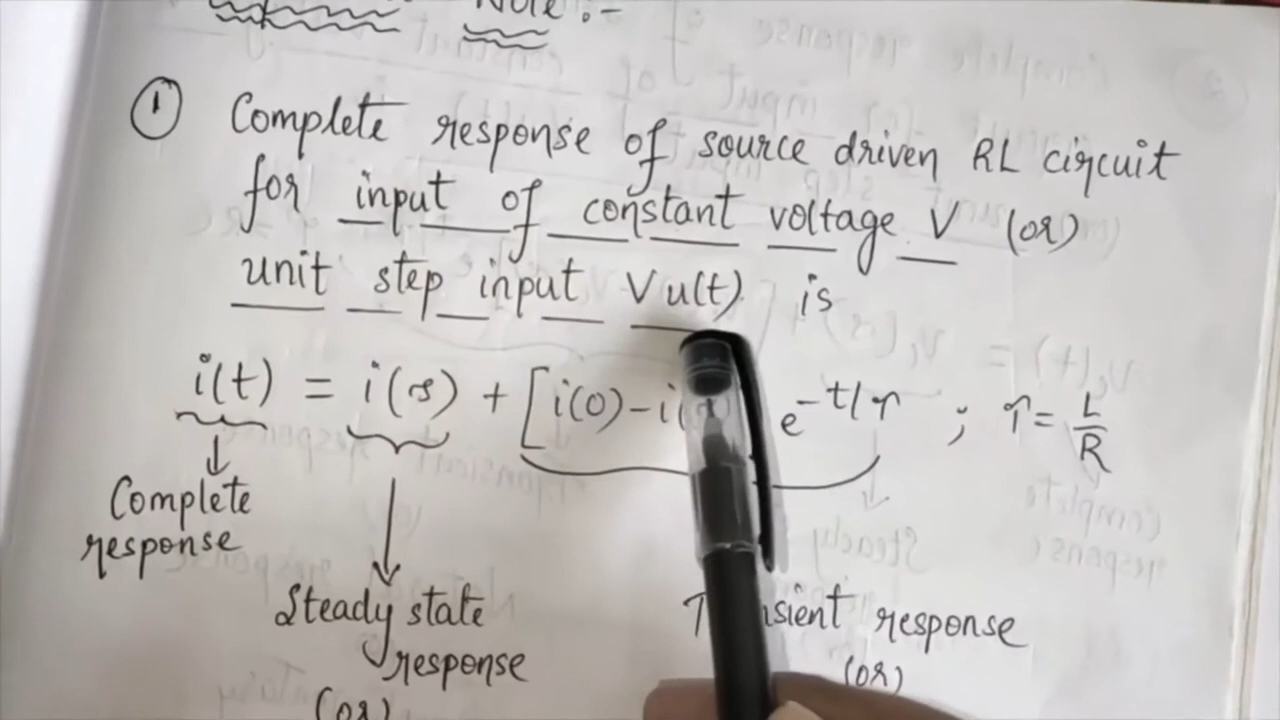 Note :-
① Complete response of source driven RL circuit
for input of constant voltage V (or)
unit step input Vu(t) is
i(t) = i(∞) + [i(0) - i( e^-t/τ ; τ = L/R
Complete
response
Steady state
response
(or)
response
(or)